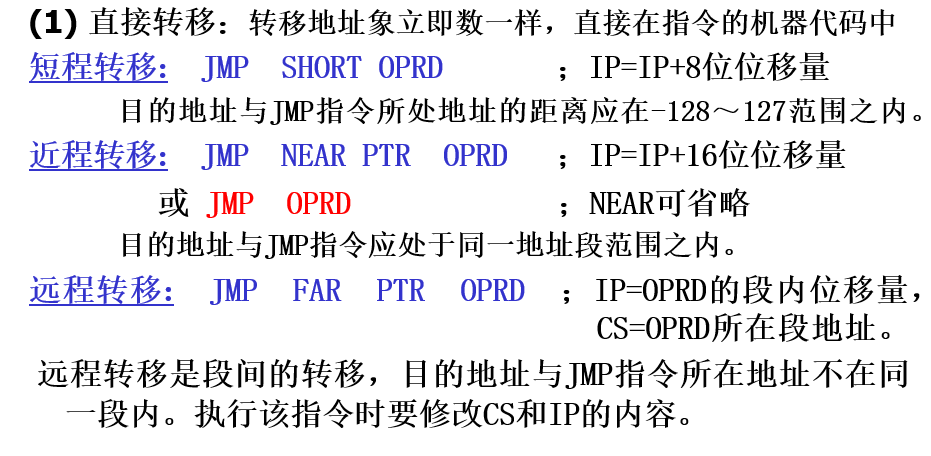 (1) 直接转移：转移地址象立即数一样，直接在指令的机器代码中
短程转移： JMP SHORT OPRD ；IP=IP+8位位移量
目的地址与JMP指令所处地址的距离应在-128～127范围之内。
近程转移： JMP NEAR PTR OPRD ；IP=IP+16位位移量
或 JMP OPRD ；NEAR可省略
目的地址与JMP指令应处于同一地址段范围之内。
远程转移： JMP FAR PTR OPRD ；IP=OPRD的段内位移量，
CS=OPRD所在段地址。
远程转移是段间的转移，目的地址与JMP指令所在地址不在同
一段内。执行该指令时要修改CS和IP的内容。